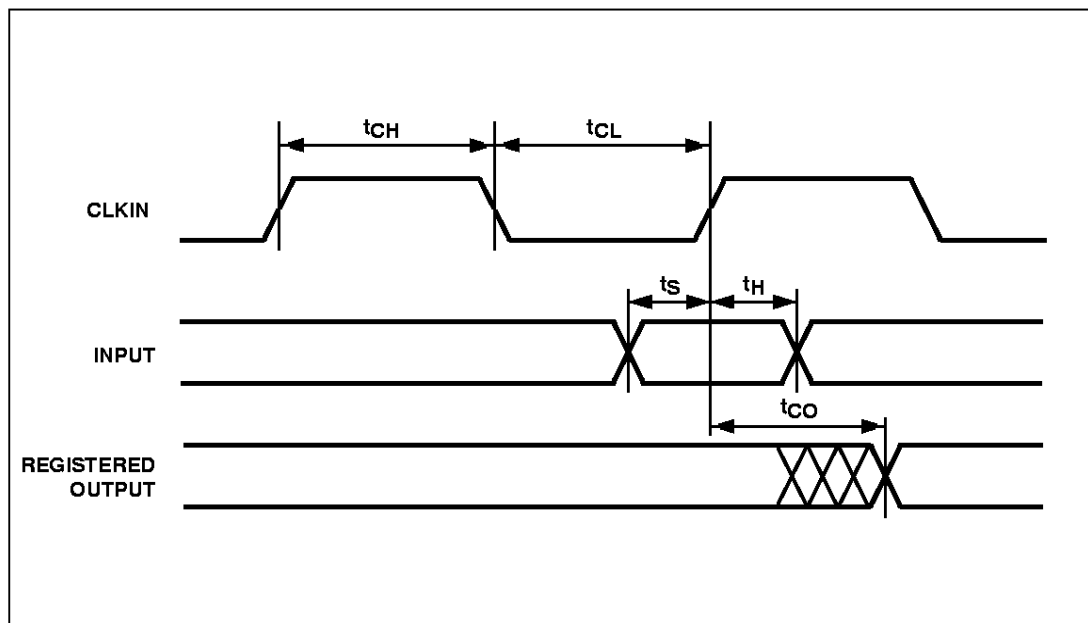 tCH
tCL
CLKIN
tS
tH
INPUT
tCO
REGISTERED
OUTPUT